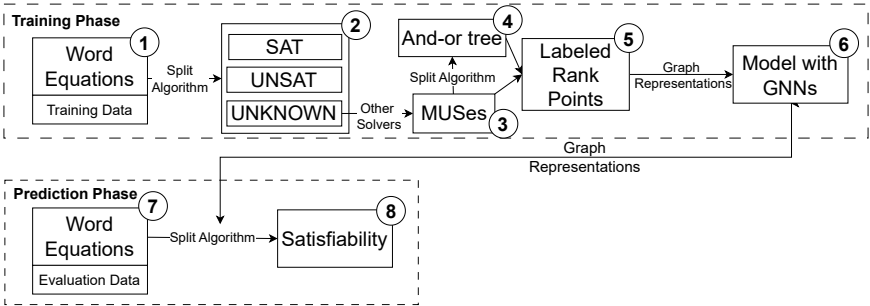 Training Phase
1
Word
Equations
Training Data
Split
Algorithm
2
SAT
UNSAT
UNKNOWN
Other
Solvers
And-or tree
4
Split Algorithm
MUSes
3
Labeled
Rank
Points
5
Graph
Representations
Model with
GNNs
6
Graph
Representations
Prediction Phase
7
Word
Equations
Evaluation Data
Split Algorithm
8
Satisfiability